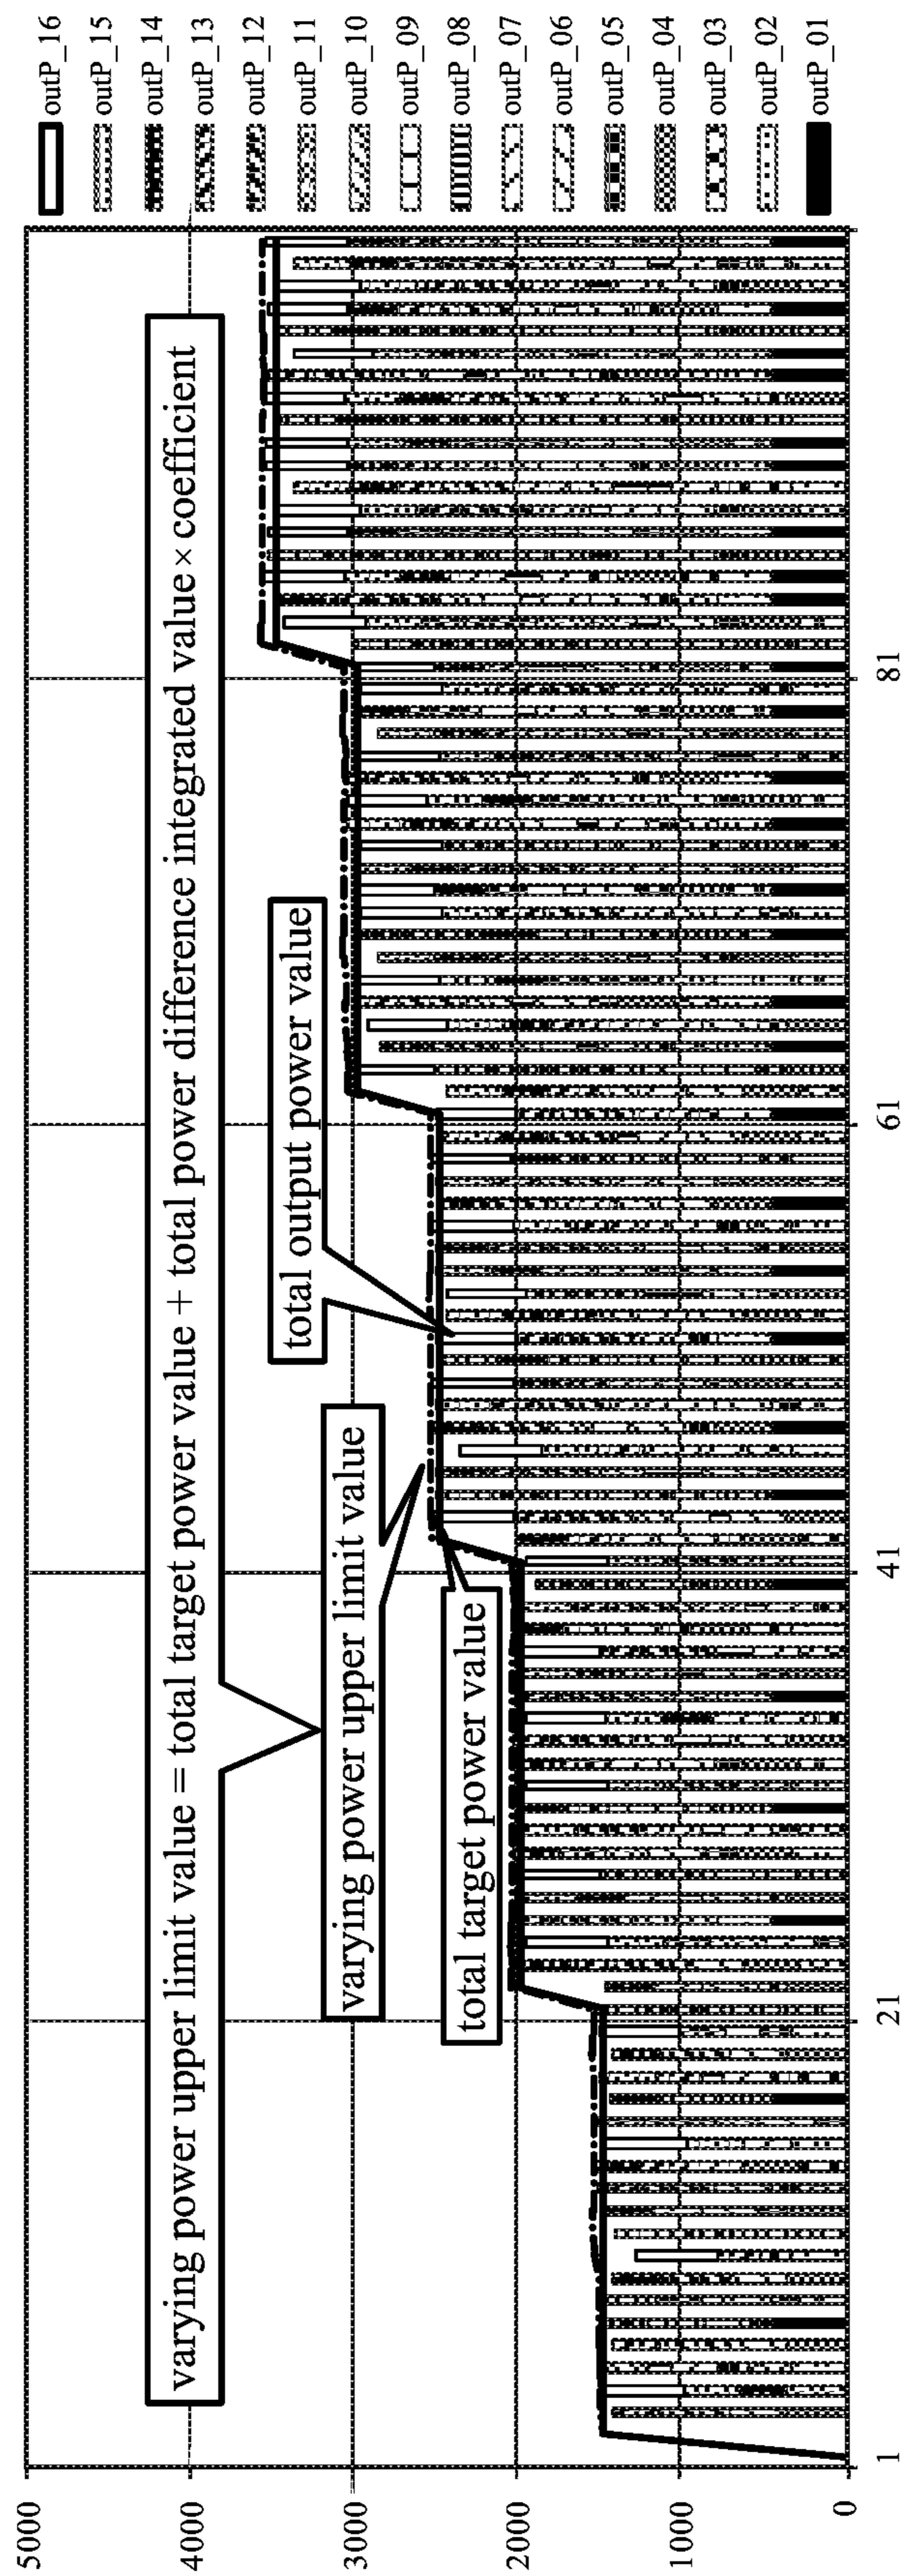 varying power upper limit value = total target power value + total power difference integrated value × coefficient
total output power value
varying power upper limit value
total target power value
5000
4000
3000
2000
1000
0
1
21
41
61
81
outP_16
outP_15
outP_14
outP_13
outP_12
outP_11
outP_10
outP_09
outP_08
outP_07
outP_06
outP_05
outP_04
outP_03
outP_02
outP_01